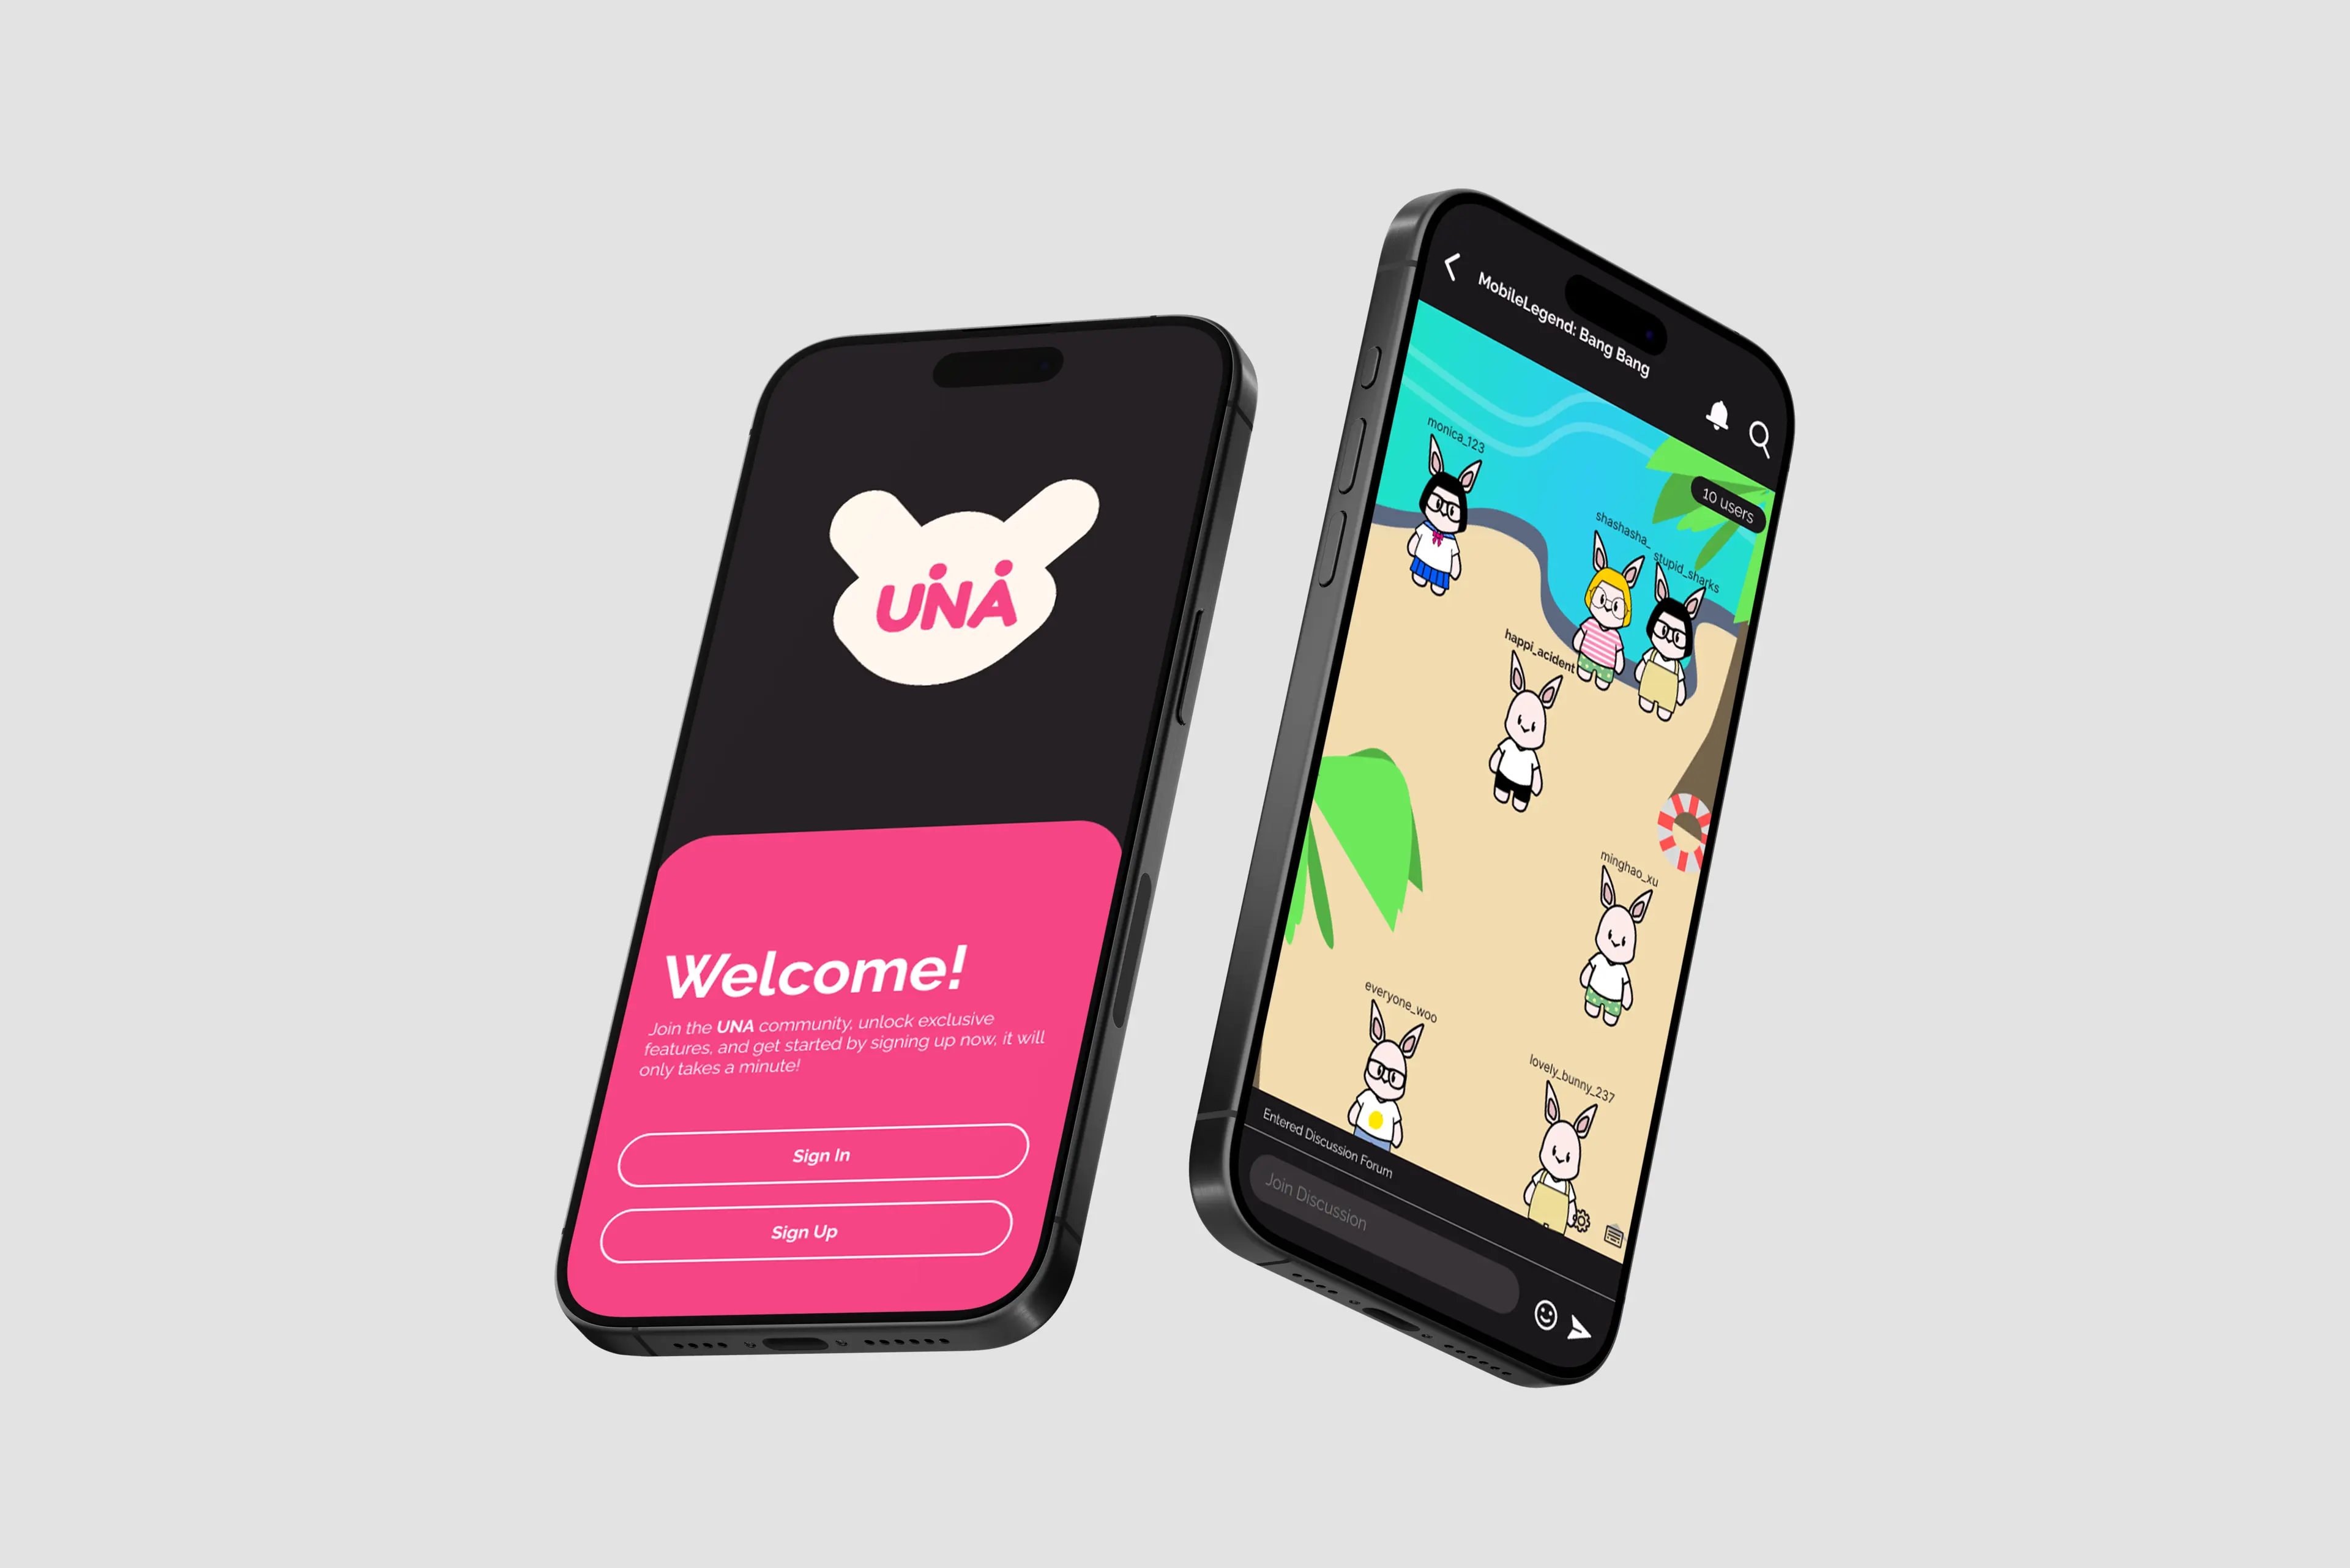 UNA
Welcome!
Join the UNA community, unlock exclusive
features, and get started by signing up now, it will
only takes a minute!
Sign In
Sign Up
MobileLegend: Bang Bang
10 users
monica_123
shashasha_
stupid_sharks
happi_acident
minghao_xu
everyone_woo
lovely_bunny_237
Entered Discussion Forum
Join Discussion